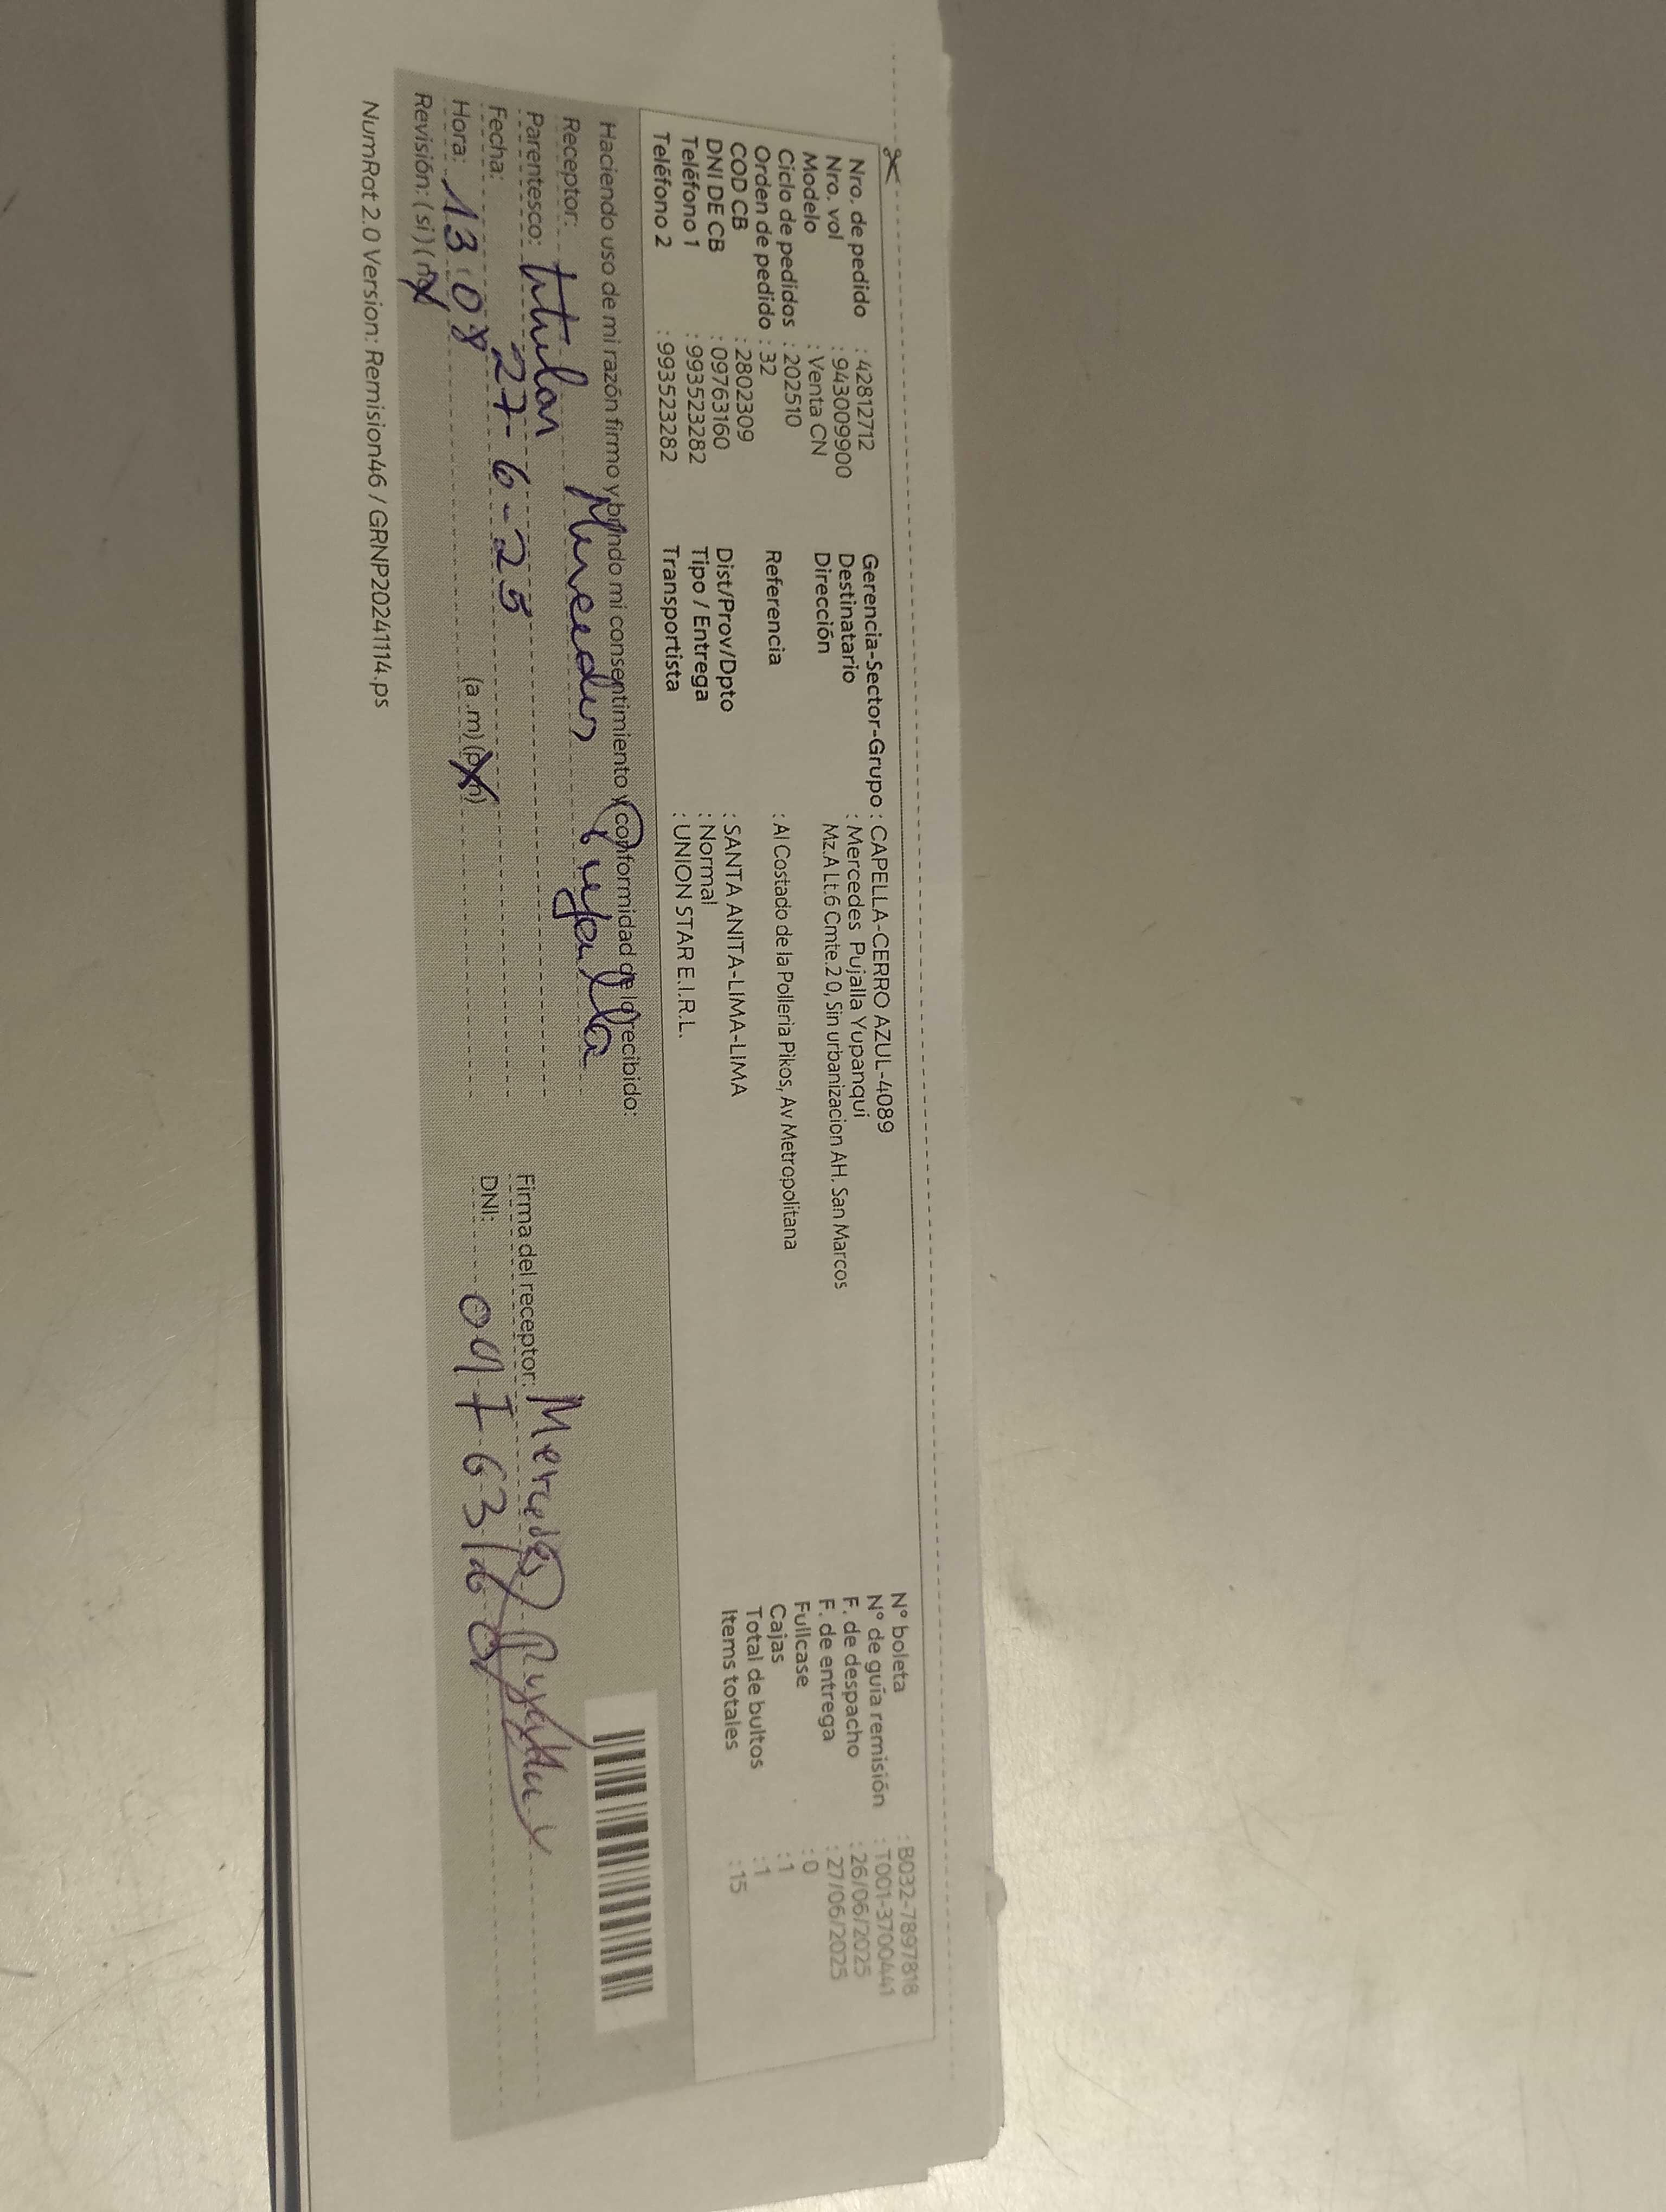 Nro. de pedido : 42812712
Nro. vol : 943009900
Modelo : Venta CN
Ciclo de pedidos : 202510
Orden de pedido : 32
COD CB : 2802309
DNI DE CB : 09763160
Teléfono 1 : 993523282
Teléfono 2 : 993523282
Gerencia-Sector-Grupo : CAPELLA-CERRO AZUL-4089
Destinatario : Mercedes Pujalla Yupanqui
Dirección Mz.A Lt.6 Cmte.20, Sin urbanizacion AH. San Marcos
Referencia : Al Costado de la Polleria Pikos, Av Metropolitana
Dist/Prov/Dpto : SANTA ANITA-LIMA-LIMA
Tipo / Entrega : Normal
Transportista : UNION STAR E.I.R.L.
N° boleta : B032-7897818
N° de guía remisión : T001-3700441
F. de despacho : 26/06/2025
F. de entrega : 27/06/2025
Fullcase : 0
Cajas : 1
Total de bultos : 1
Items totales : 15
Haciendo uso de mi razón firmo y brindo mi consentimiento y conformidad de lo recibido:
Receptor: Mercedes Pujalla
Parentesco: titular
Fecha: 27-6-25
Hora: 13:08 (a.m) (p.m)
Revisión: (si) (no)
Firma del receptor: Mercedes Pujalla Y
DNI: 09763160
NumRot 2.0 Version: Remision46 / GRNP20241114.ps